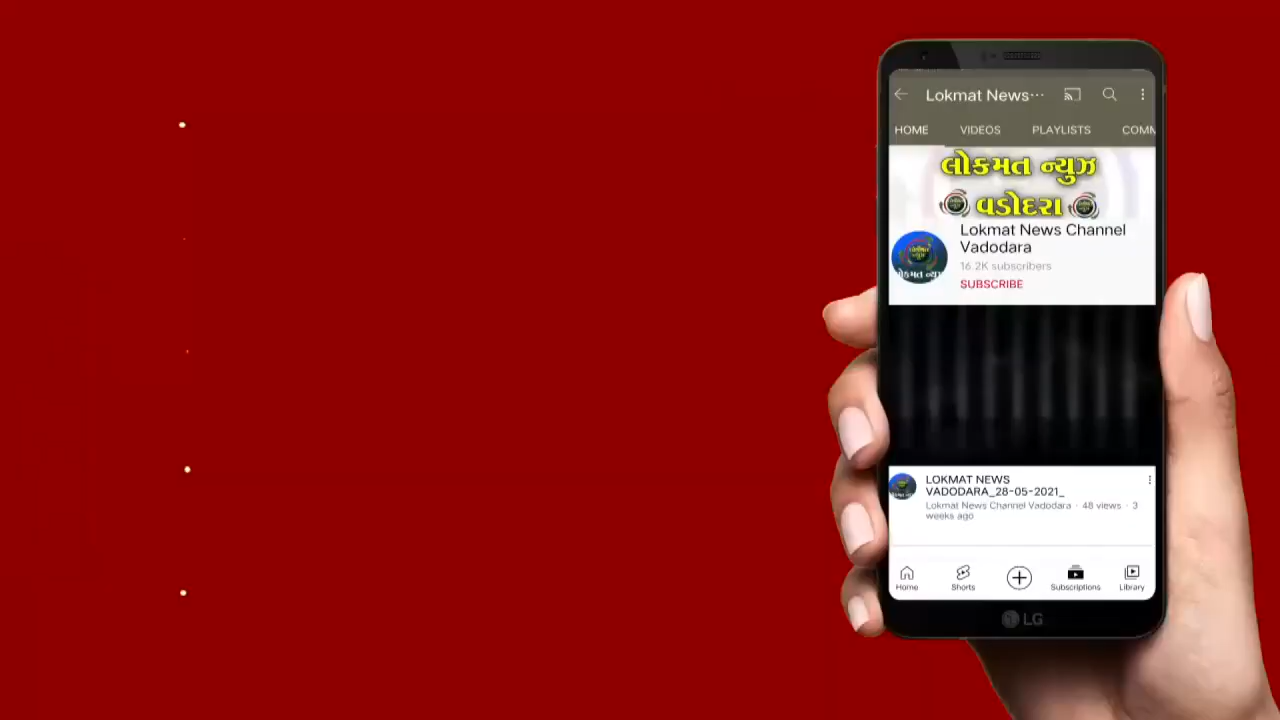 Lokmat News...
HOME VIDEOS PLAYLISTS COMM
લોકમત ન્યુઝ
વડોદરા
Lokmat News Channel
Vadodara
16.2K subscribers
SUBSCRIBE
લોકમત ન્યુઝ
LOKMAT NEWS
VADODARA_28-05-2021_
Lokmat News Channel Vadodara · 48 views · 3
weeks ago
Home Shorts Subscriptions Library
LG